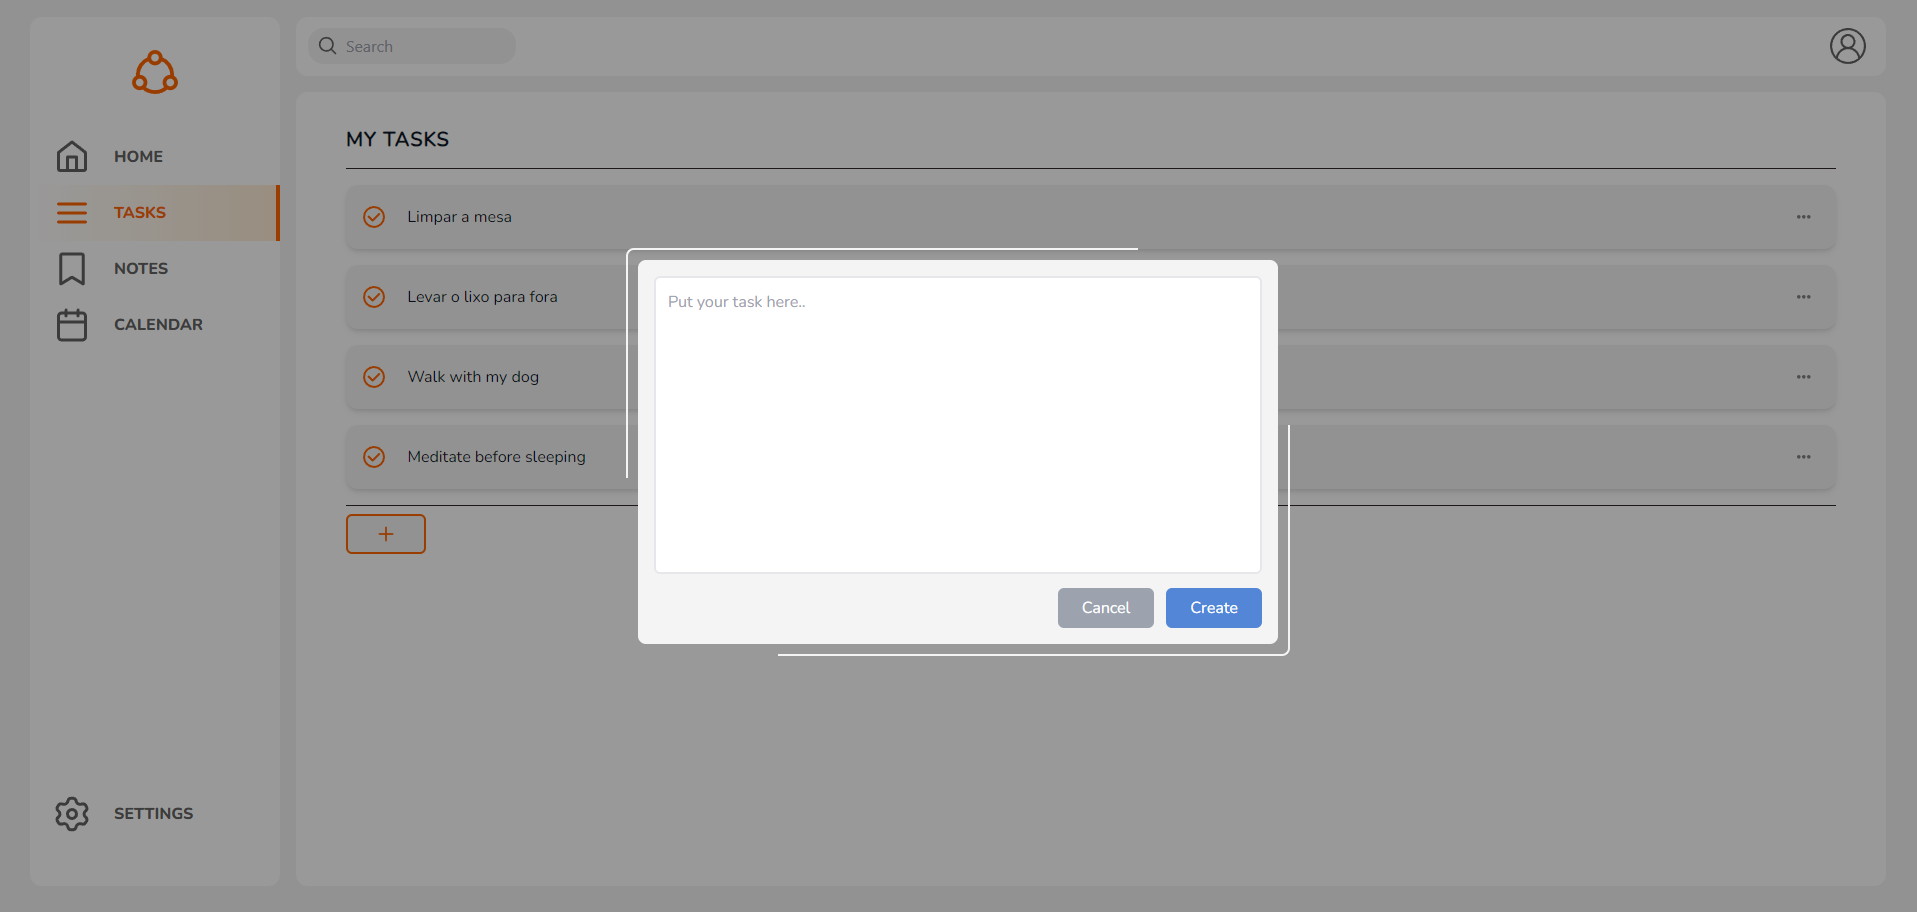 Search
HOME
TASKS
NOTES
CALENDAR
SETTINGS
MY TASKS
Limpar a mesa
Levar o lixo para fora
Walk with my dog
Meditate before sleeping
Put your task here..
Cancel
Create